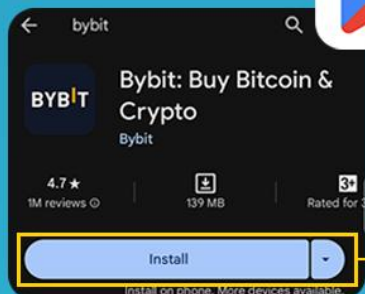 bybit
BYBIT
Bybit: Buy Bitcoin &
Crypto
Bybit
4.7★
1M reviews
139 MB
3+
Rated for 3
Install
Install on phone. More devices available.